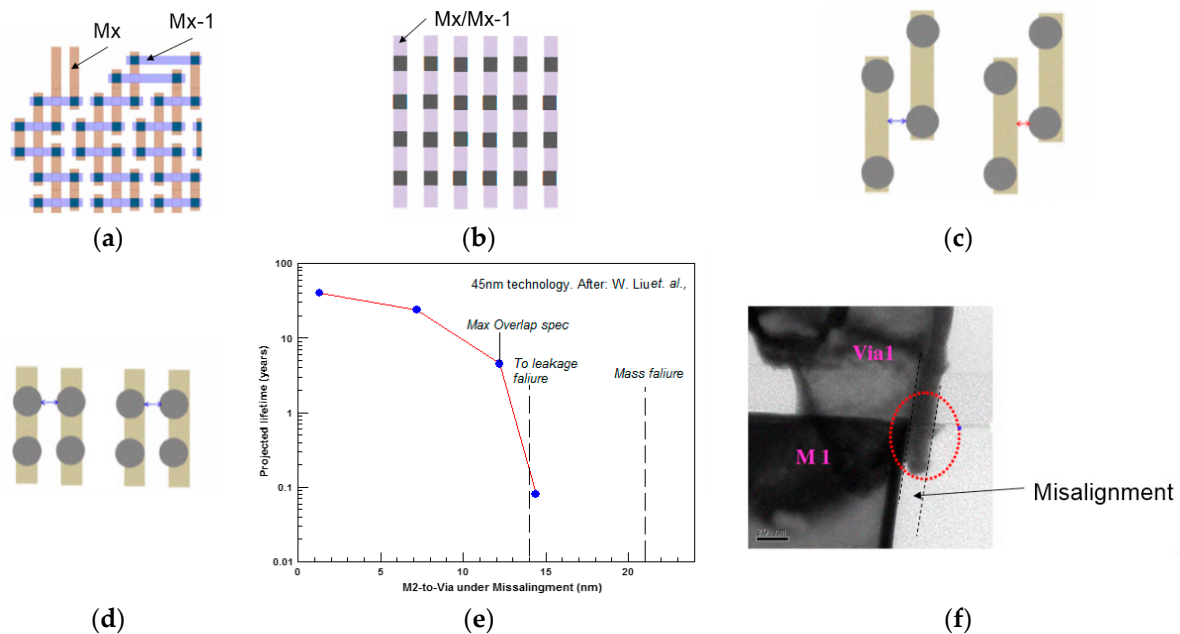 Mx
Mx-1
Mx/Mx-1
(a)
(b)
(c)
100
10
1
0.1
0.01
Projected lifetime (years)
45nm technology. After: W. Liu et. al.,
Max Overlap spec
To leakage
faliure
Mass faliure
0
5
10
15
20
M2-to-Via under Missalingment (nm)
Via1
M 1
20 nm
Misalignment
(d)
(e)
(f)